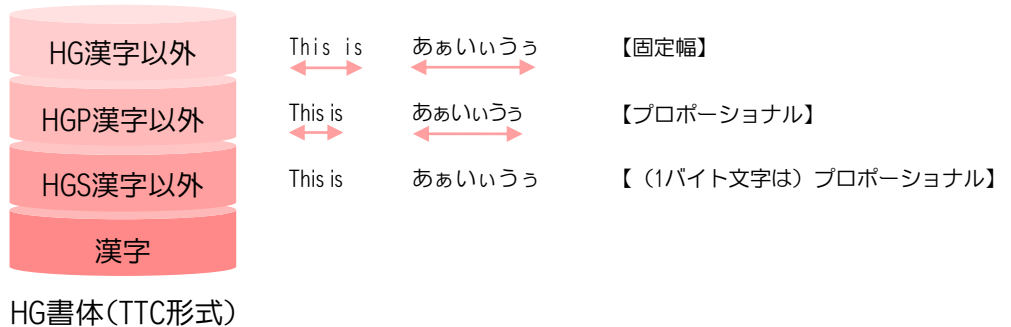 HG漢字以外 This is あぁいぃうぅ 【固定幅】
HGP漢字以外 This is あぁいぃうぅ 【プロポーショナル】
HGS漢字以外 This is あぁいぃうぅ 【（1バイト文字は）プロポーショナル】
漢字
HG書体(TTC形式)